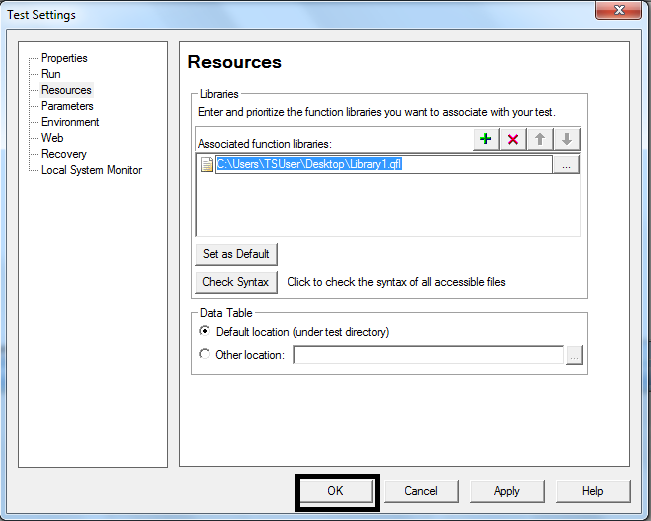 Test Settings
Properties
Run
Resources
Parameters
Environment
Web
Recovery
Local System Monitor
Resources
Libraries
Enter and prioritize the function libraries you want to associate with your test.
Associated function libraries:
C:\Users\TSUser\Desktop\Library1.qfl
...
Set as Default
Check Syntax Click to check the syntax of all accessible files
Data Table
Default location (under test directory)
Other location:
...
OK Cancel Apply Help